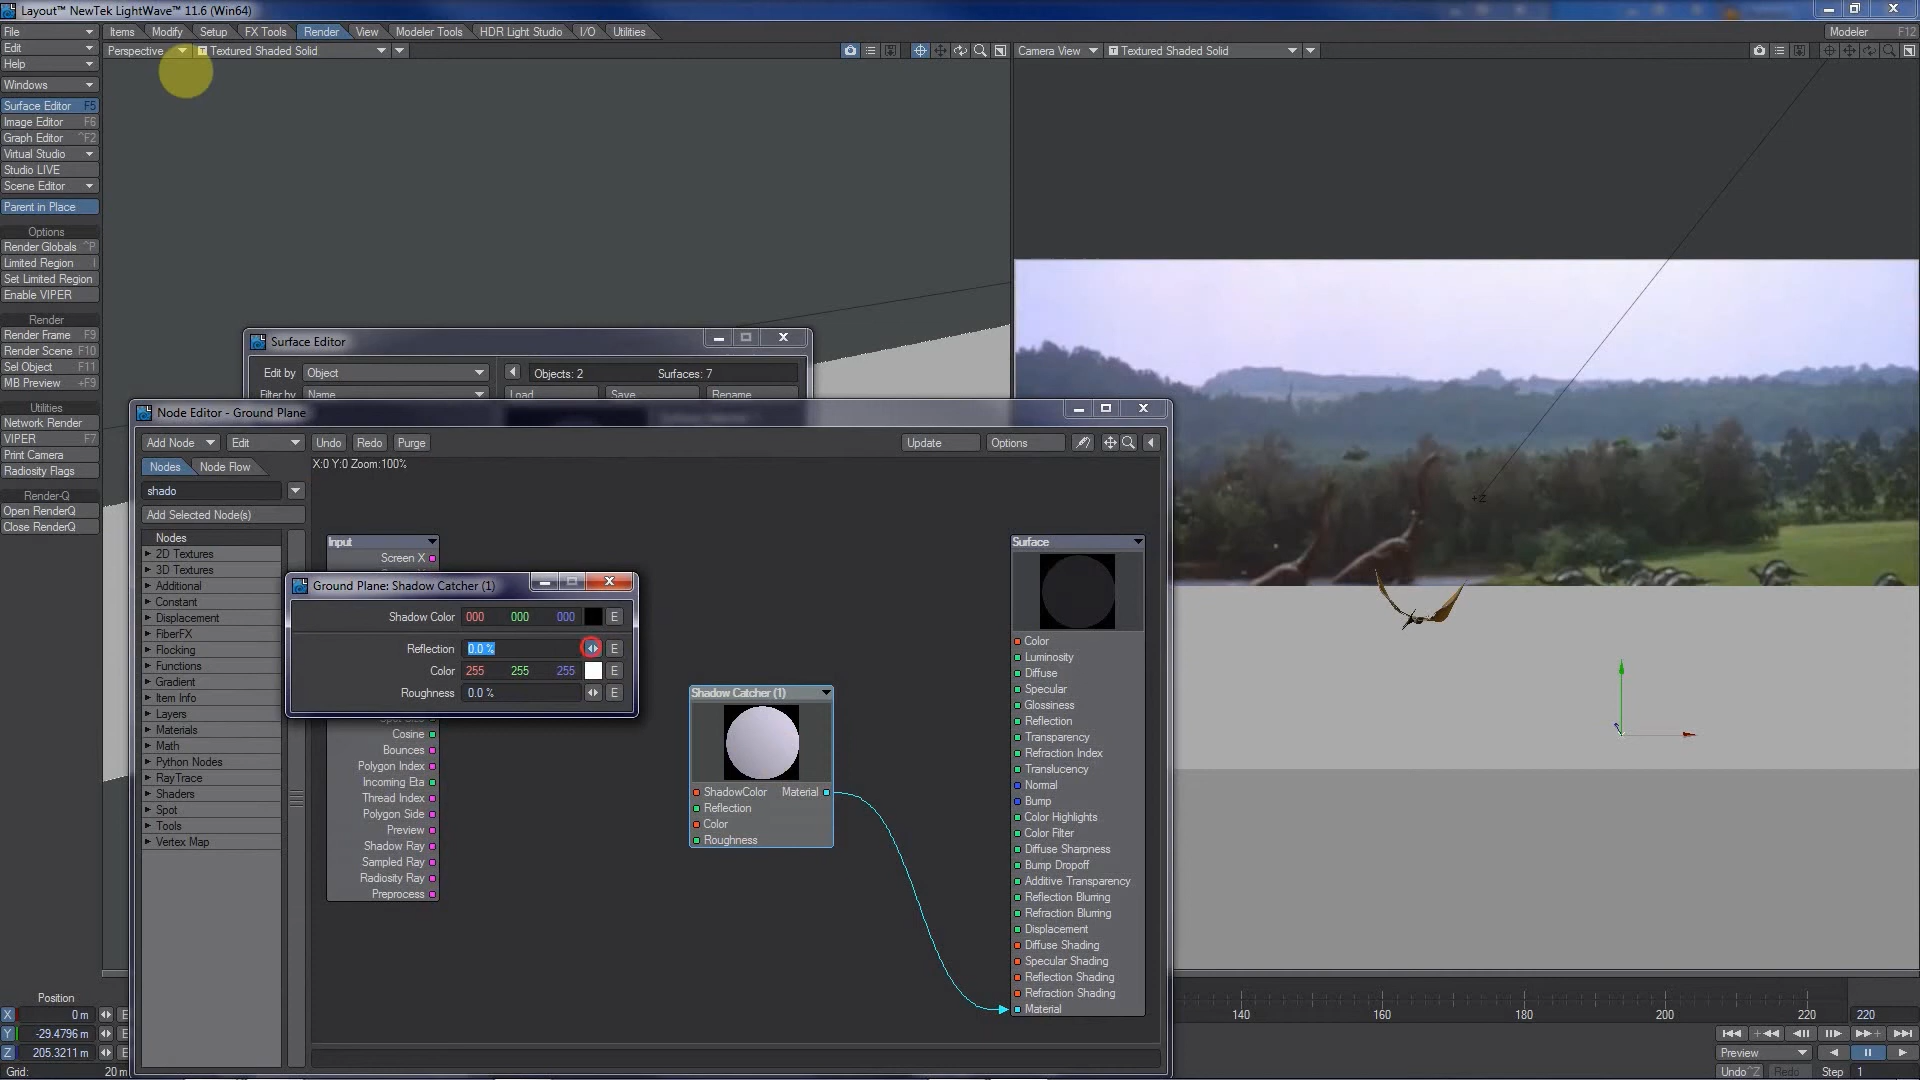 Layout™ NewTek LightWave™ 11.6 (Win64)
File Items Modify Setup FX Tools Render View Modeler Tools HDR Light Studio I/O Utilities Modeler F12
Edit
Perspective Textured Shaded Solid Camera View Textured Shaded Solid
Help
Windows
Surface Editor F5
Image Editor F6
Graph Editor ^F2
Virtual Studio
Studio LIVE
Scene Editor
Parent in Place
Options
Render Globals ^P
Limited Region l
Set Limited Region
Enable VIPER
Render
Render Frame F9
Render Scene F10
Sel Object F11
MB Preview +F9
Utilities
Network Render
VIPER F7
Print Camera
Radiosity Flags
Render-Q
Open RenderQ
Close RenderQ
Position
X 0 m E
Y -29.4796 m E
Z 205.3211 m E
Grid: 20 m
Surface Editor
Edit by Object Objects: 2 Surfaces: 7
Filter by Name Load Save Rename
Node Editor - Ground Plane
Add Node Edit Undo Redo Purge Update Options
Nodes Node Flow X:0 Y:0 Zoom:100%
shado
Add Selected Node(s)
Nodes
2D Textures
3D Textures
Additional
Constant
Displacement
FiberFX
Flocking
Functions
Gradient
Item Info
Layers
Materials
Math
Python Nodes
RayTrace
Shaders
Spot
Tools
Vertex Map
Input
Screen X
Ground Plane: Shadow Catcher (1)
Shadow Color 000 000 000 E
Reflection 0.0 % E
Color 255 255 255 E
Roughness 0.0 % E
Spot Size
Cosine
Bounces
Polygon Index
Incoming Eta
Thread Index
Polygon Side
Preview
Shadow Ray
Sampled Ray
Radiosity Ray
Preprocess
Shadow Catcher (1)
ShadowColor Material
Reflection
Color
Roughness
Surface
Color
Luminosity
Diffuse
Specular
Glossiness
Reflection
Transparency
Refraction Index
Translucency
Normal
Bump
Color Highlights
Color Filter
Diffuse Sharpness
Bump Dropoff
Additive Transparency
Reflection Blurring
Refraction Blurring
Displacement
Diffuse Shading
Specular Shading
Reflection Shading
Refraction Shading
Material
+Z
140 160 180 200 220 220
Preview
Undo ^Z Redo Step 1